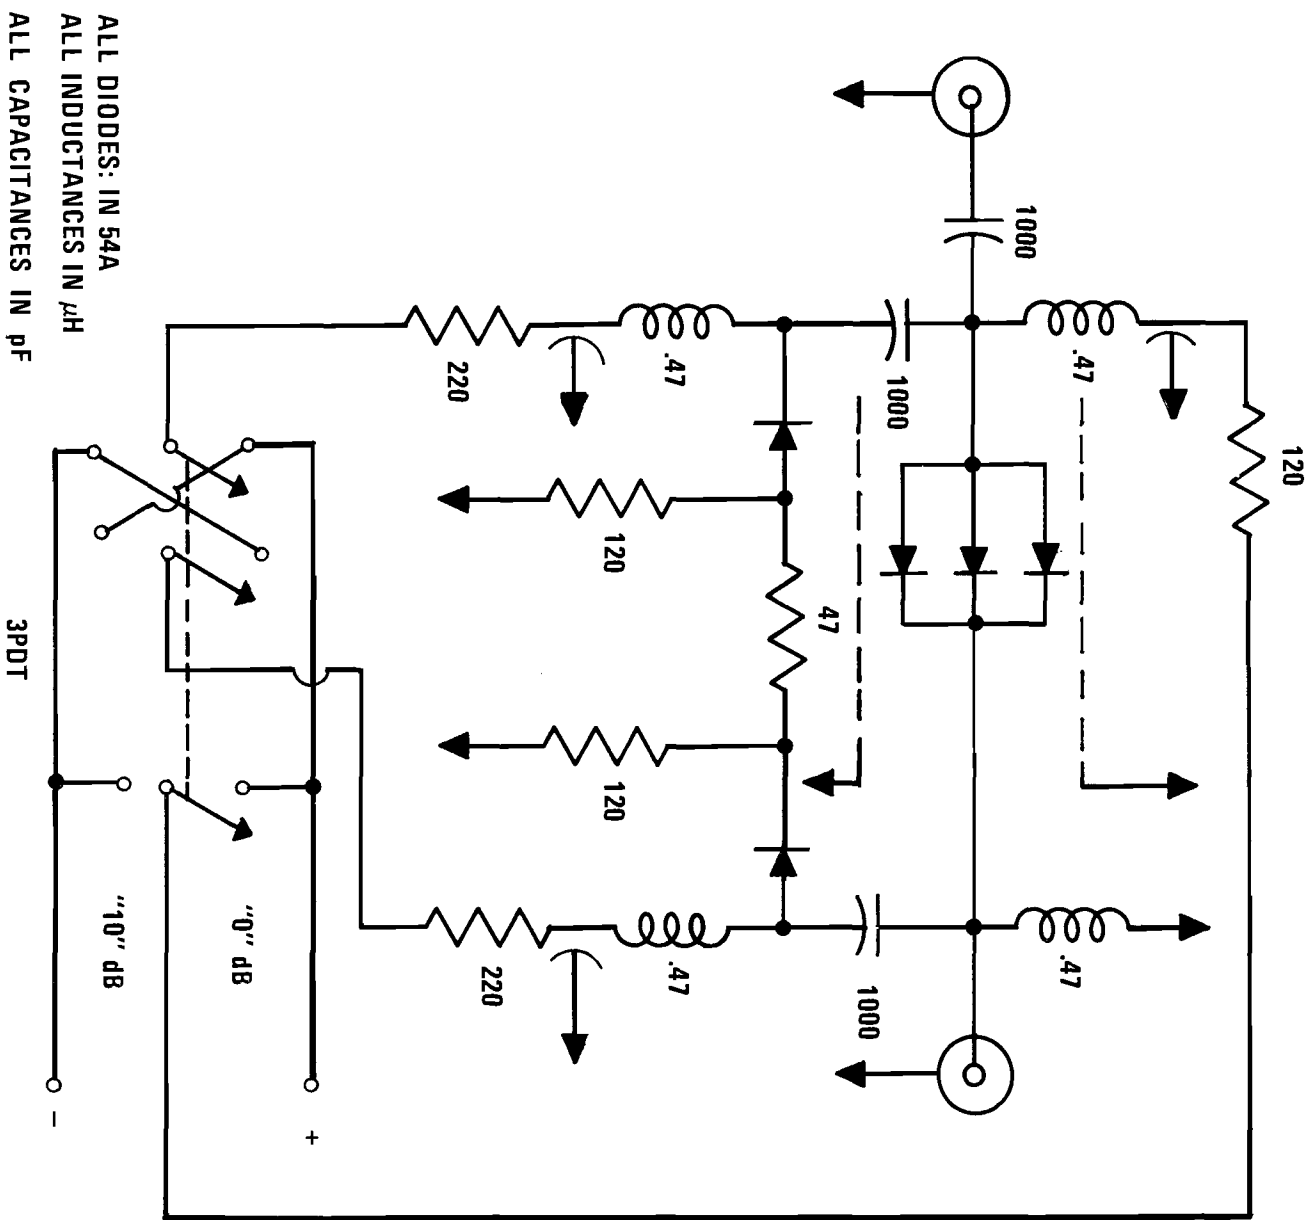 120
.47
1000
1000
47
.47
.47
1000
120
120
.47
220
220
"0" dB
"10" dB
+
−
3PDT
ALL DIODES: IN 54A
ALL INDUCTANCES IN μH
ALL CAPACITANCES IN pF